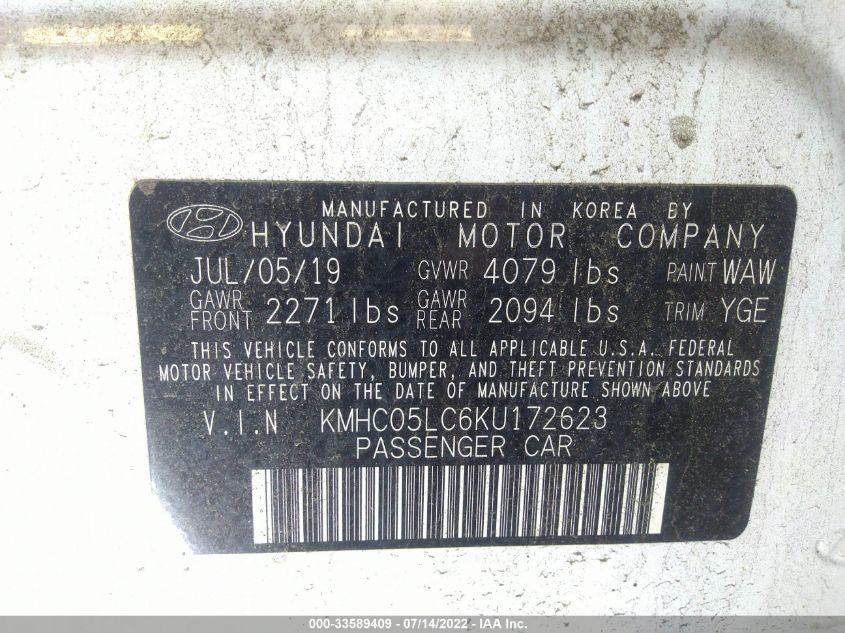 MANUFACTURED IN KOREA BY
HYUNDAI MOTOR COMPANY
JUL/05/19 GVWR 4079 lbs PAINT WAW
GAWR FRONT 2271 lbs GAWR REAR 2094 lbs TRIM YGE
THIS VEHICLE CONFORMS TO ALL APPLICABLE U.S.A. FEDERAL
MOTOR VEHICLE SAFETY, BUMPER, AND THEFT PREVENTION STANDARDS
IN EFFECT ON THE DATE OF MANUFACTURE SHOWN ABOVE
V.I.N KMHC05LC6KU172623
PASSENGER CAR
000-33589409 - 07/14/2022 - IAA Inc.